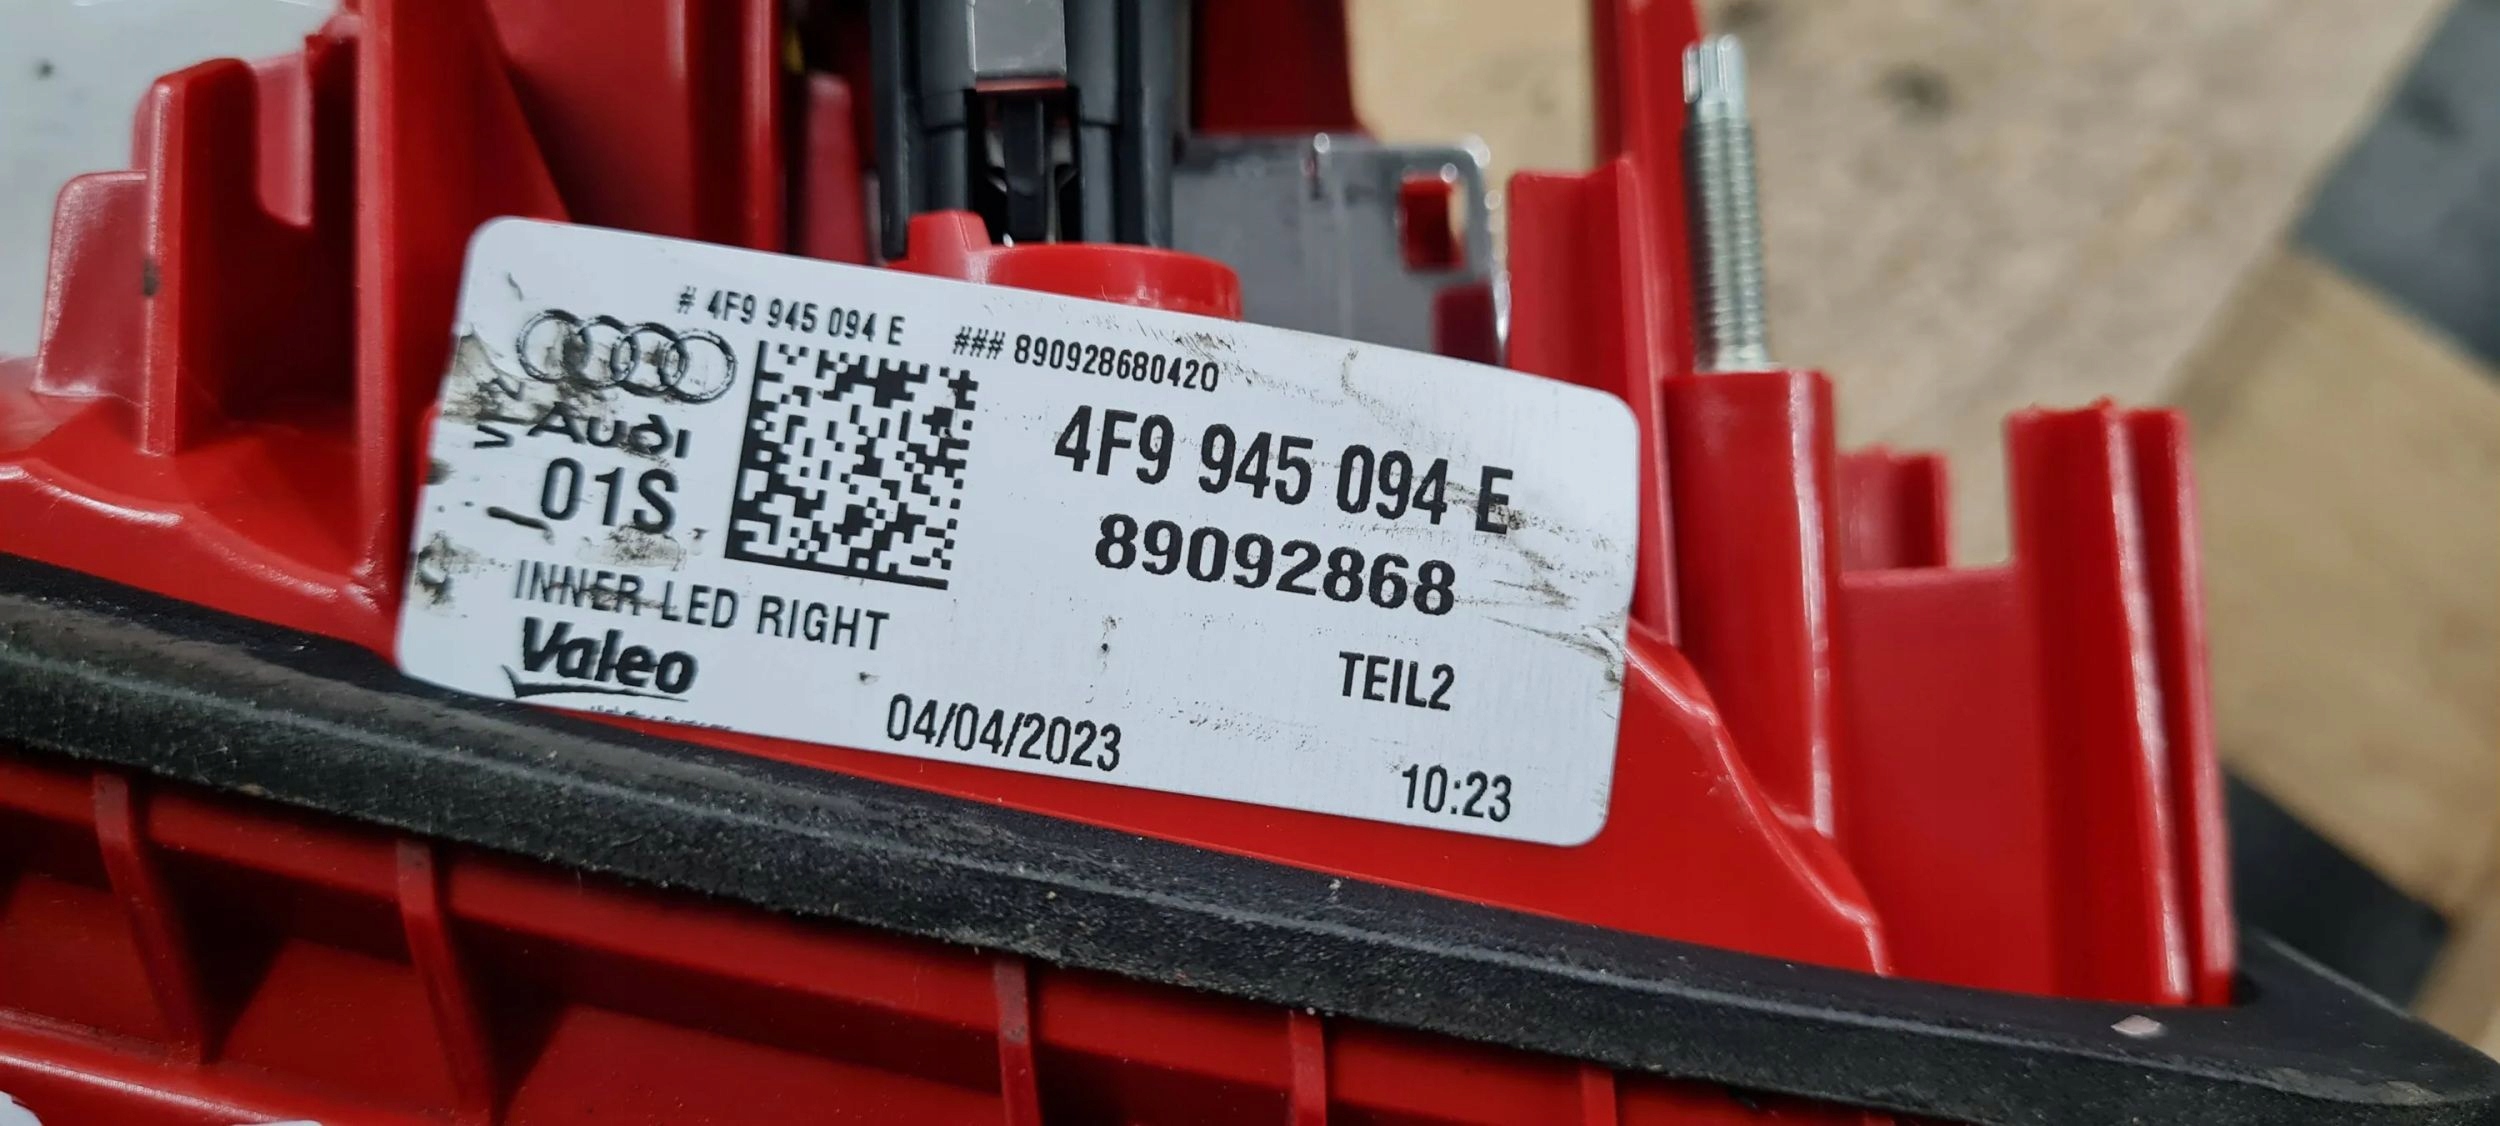 # 4F9 945 094 E
### 890928680420
Audi
01S
4F9 945 094 E
89092868
INNER LED RIGHT
Valeo
TEIL2
04/04/2023
10:23